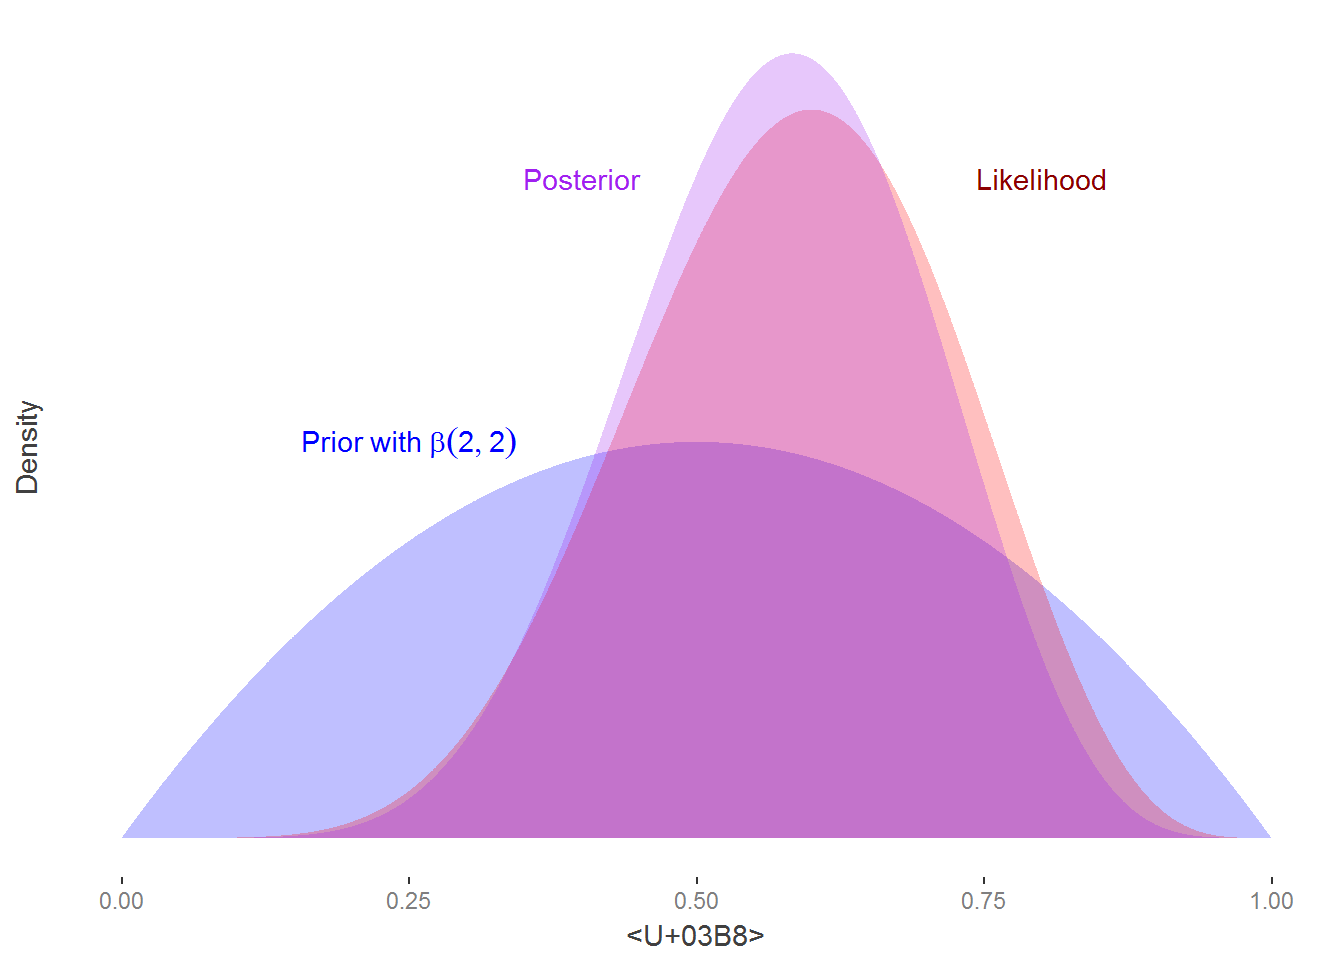 Posterior
Likelihood
Prior with β(2, 2)
Density
0.00
0.25
0.50
0.75
1.00
<U+03B8>